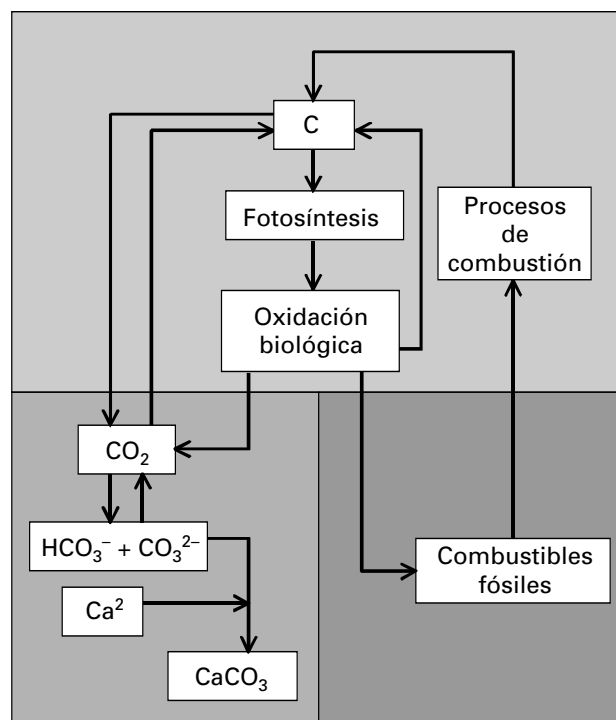 C
Fotosíntesis
Procesos
de
combustión
Oxidación
biológica
CO₂
HCO₃⁻ + CO₃²⁻
Combustibles
fósiles
Ca²
CaCO₃